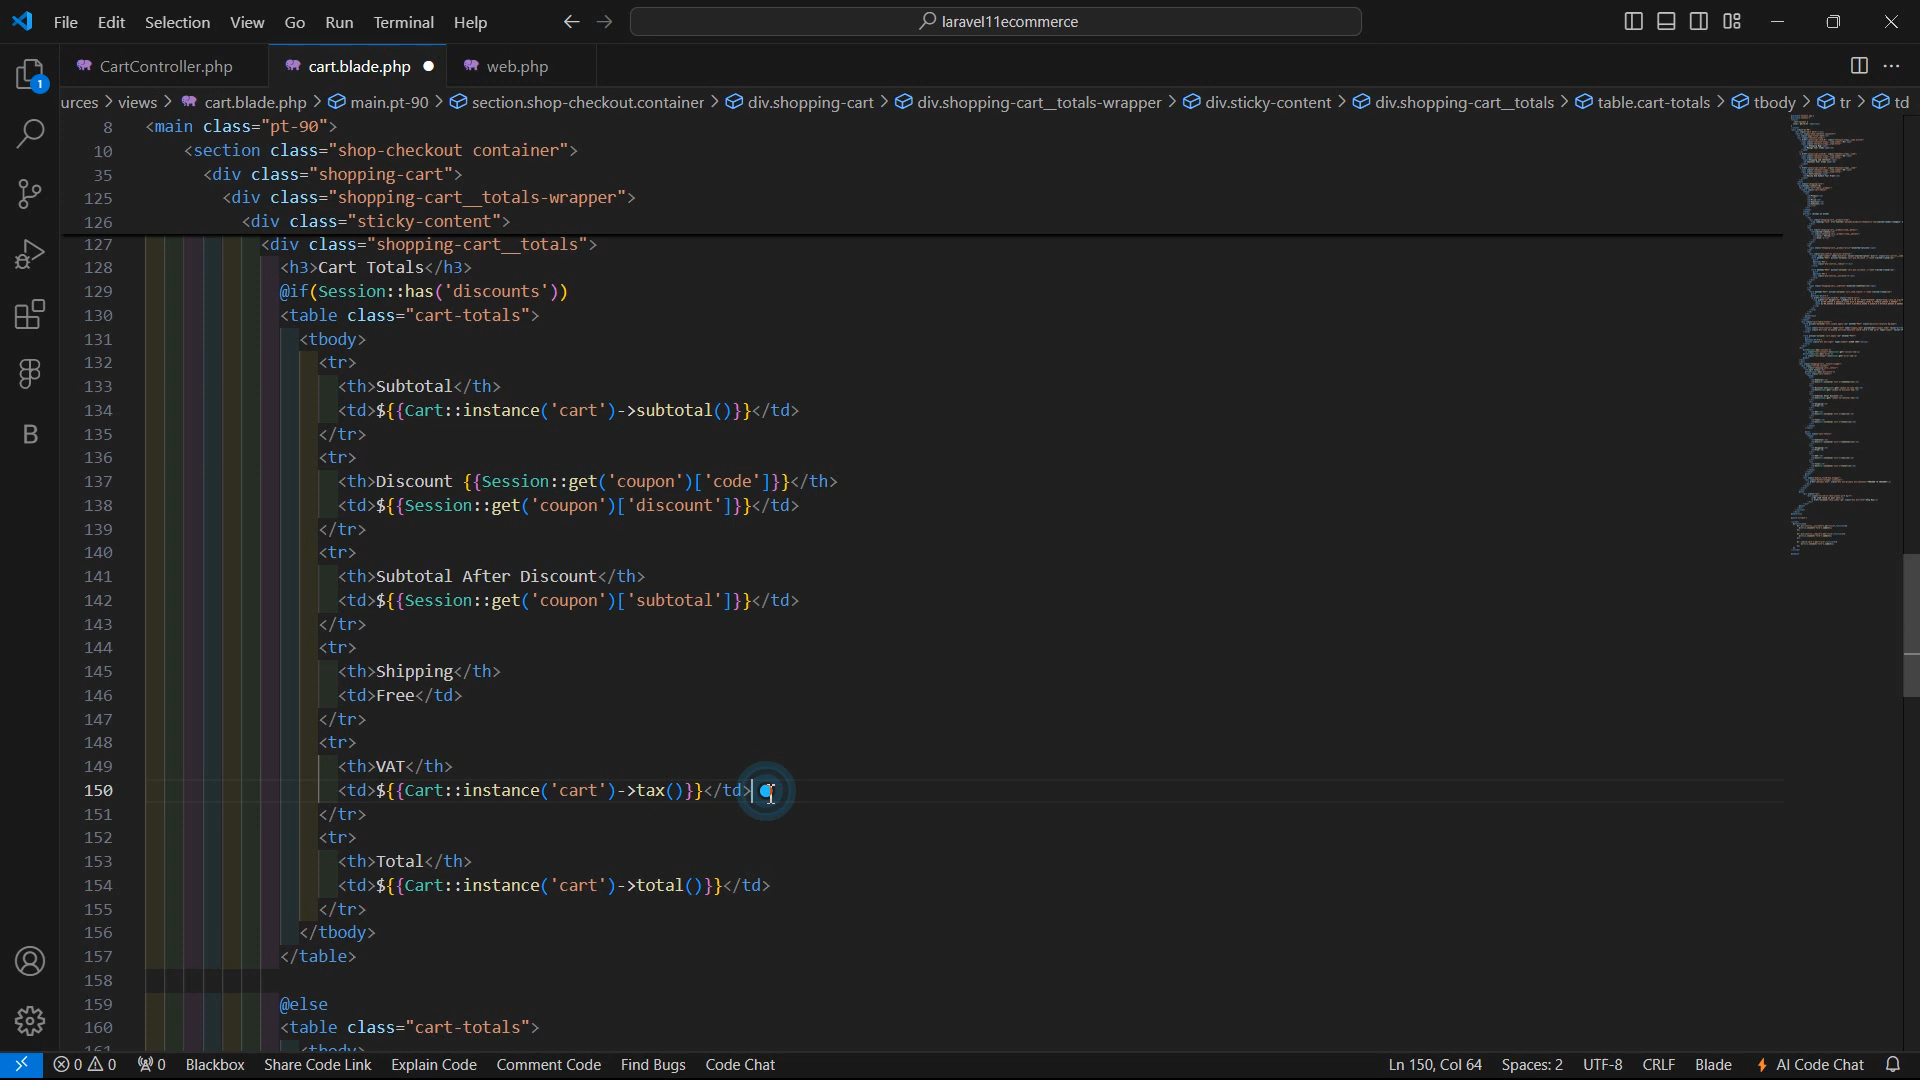 File Edit Selection View Go Run Terminal Help
laravel11ecommerce
1
CartController.php
cart.blade.php
web.php
urces > views > cart.blade.php > main.pt-90 > section.shop-checkout.container > div.shopping-cart > div.shopping-cart__totals-wrapper > div.sticky-content > div.shopping-cart__totals > table.cart-totals > tbody > tr > td
8 <main class="pt-90">
10 <section class="shop-checkout container">
35 <div class="shopping-cart">
125 <div class="shopping-cart__totals-wrapper">
126 <div class="sticky-content">
127 <div class="shopping-cart__totals">
128 <h3>Cart Totals</h3>
129 @if(Session::has('discounts'))
130 <table class="cart-totals">
131 <tbody>
132 <tr>
133 <th>Subtotal</th>
134 <td>${{Cart::instance('cart')->subtotal()}}</td>
135 </tr>
136 <tr>
137 <th>Discount {{Session::get('coupon')['code']}}</th>
138 <td>${{Session::get('coupon')['discount']}}</td>
139 </tr>
140 <tr>
141 <th>Subtotal After Discount</th>
142 <td>${{Session::get('coupon')['subtotal']}}</td>
143 </tr>
144 <tr>
145 <th>Shipping</th>
146 <td>Free</td>
147 </tr>
148 <tr>
149 <th>VAT</th>
150 <td>${{Cart::instance('cart')->tax()}}</td>
151 </tr>
152 <tr>
153 <th>Total</th>
154 <td>${{Cart::instance('cart')->total()}}</td>
155 </tr>
156 </tbody>
157 </table>
158
159 @else
160 <table class="cart-totals">
161 <tbody>
B
0 0 0 Blackbox Share Code Link Explain Code Comment Code Find Bugs Code Chat
Ln 150, Col 64 Spaces: 2 UTF-8 CRLF Blade AI Code Chat